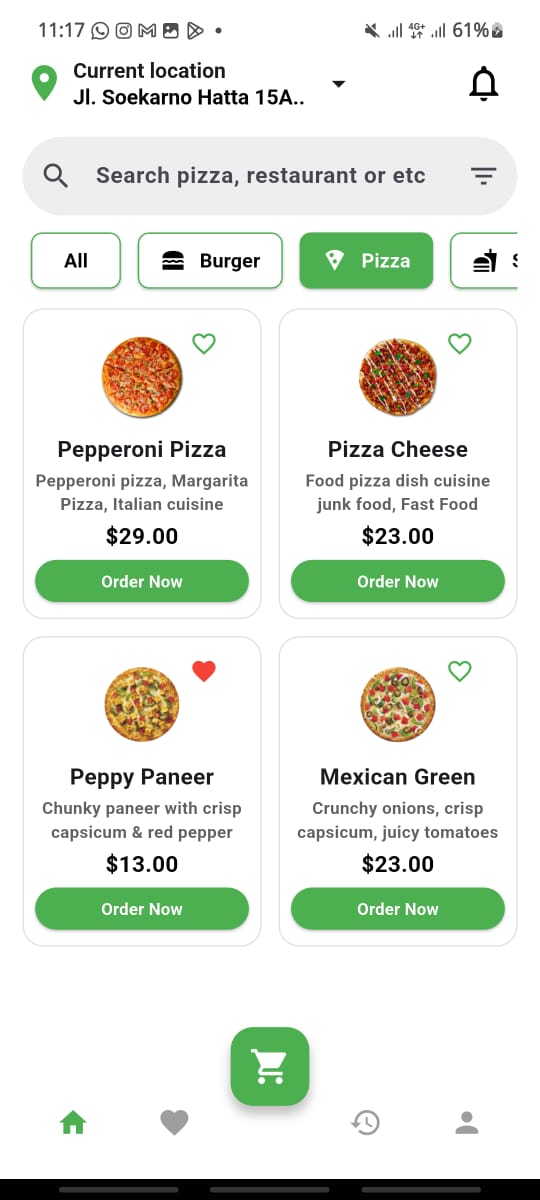 11:17
4G+
61%
Current location
Jl. Soekarno Hatta 15A..
Search pizza, restaurant or etc
All
Burger
Pizza
Pepperoni Pizza
Pepperoni pizza, Margarita
Pizza, Italian cuisine
$29.00
Order Now
Pizza Cheese
Food pizza dish cuisine
junk food, Fast Food
$23.00
Order Now
Peppy Paneer
Chunky paneer with crisp
capsicum & red pepper
$13.00
Order Now
Mexican Green
Crunchy onions, crisp
capsicum, juicy tomatoes
$23.00
Order Now